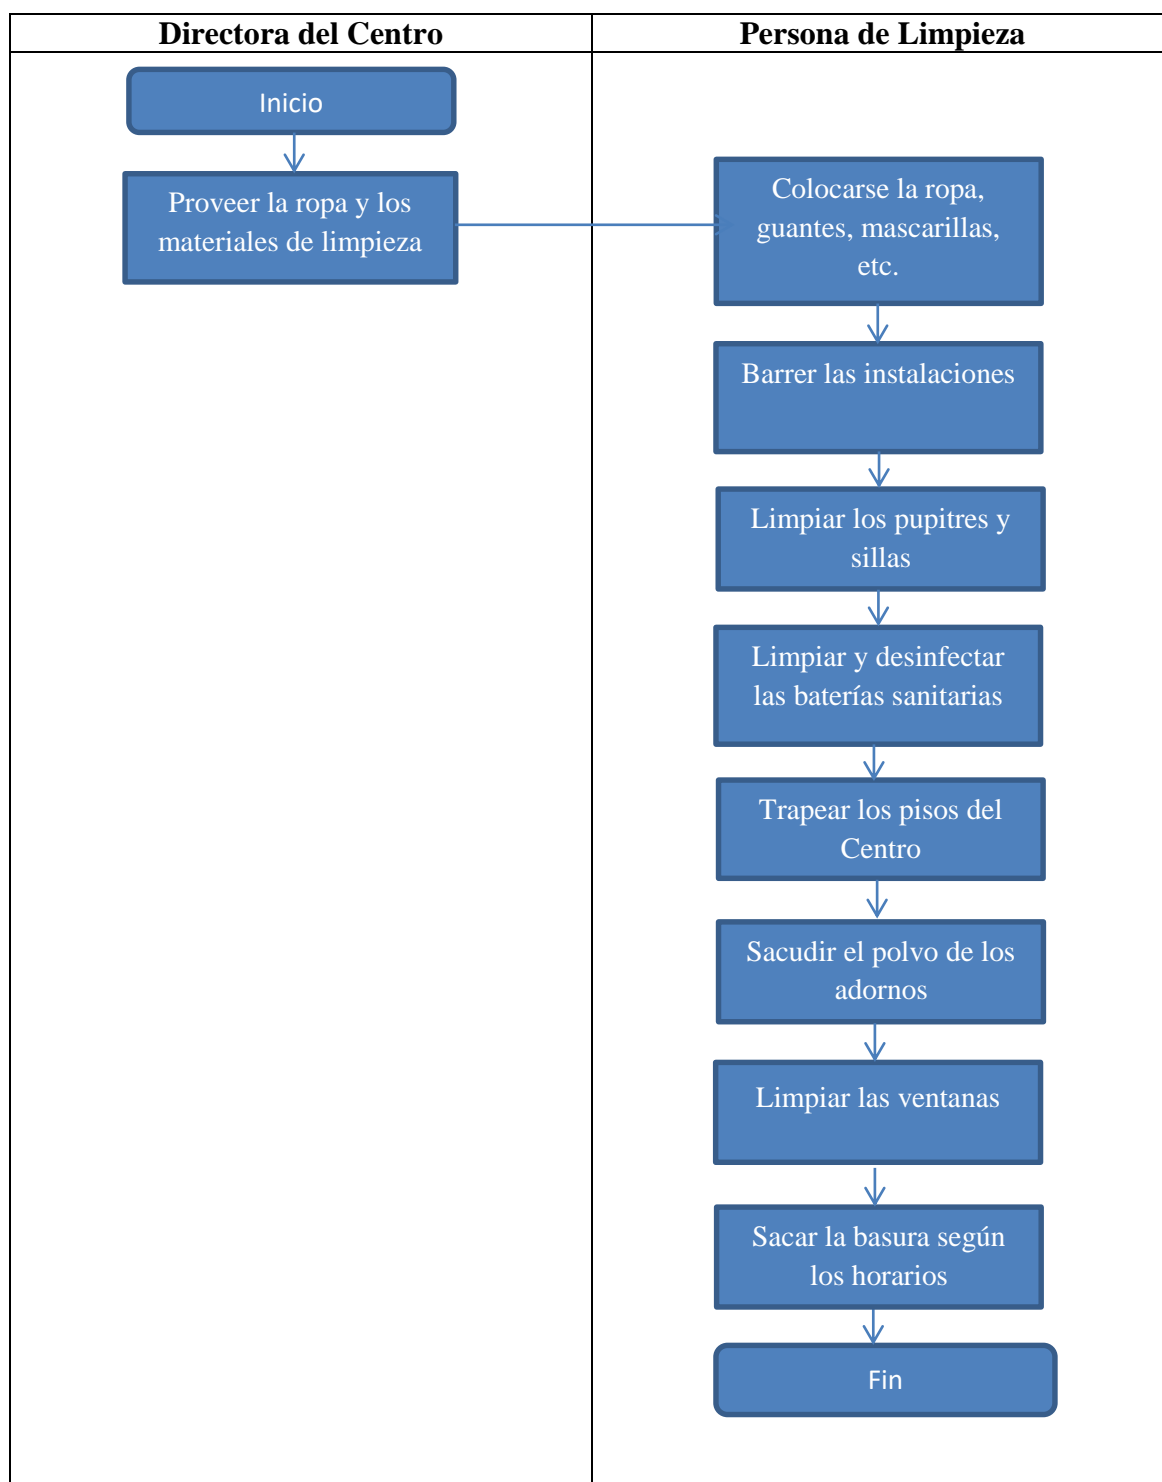 Directora del Centro
Persona de Limpieza
Inicio
Proveer la ropa y los
materiales de limpieza
Colocarse la ropa,
guantes, mascarillas,
etc.
Barrer las instalaciones
Limpiar los pupitres y
sillas
Limpiar y desinfectar
las baterías sanitarias
Trapear los pisos del
Centro
Sacudir el polvo de los
adornos
Limpiar las ventanas
Sacar la basura según
los horarios
Fin